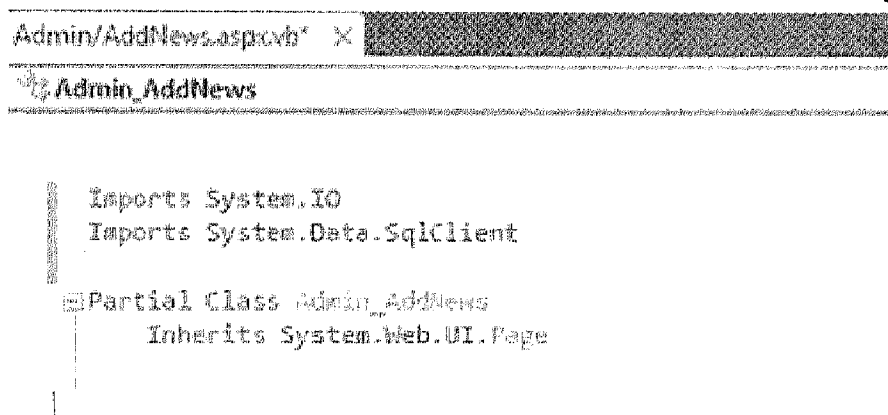 Admin/AddNews.aspx.vb*
Admin_AddNews
Imports System.IO
Imports System.Data.SqlClient
Partial Class Admin_AddNews
Inherits System.Web.UI.Page